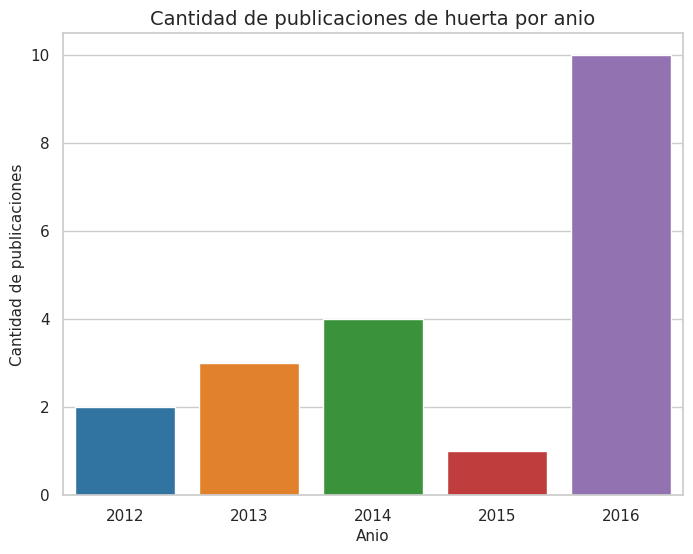 Cantidad de publicaciones de huerta por anio
Cantidad de publicaciones
10
8
6
4
2
0
2012 2013 2014 2015 2016
Anio